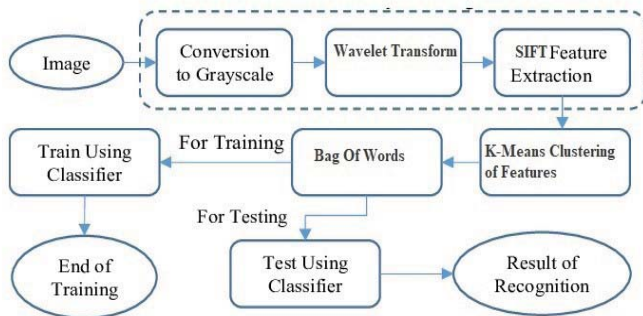 Image
Conversion
to Grayscale
Wavelet Transform
SIFT Feature
Extraction
Train Using
Classifier
For Training
Bag Of Words
K-Means Clustering
of Features
For Testing
End of
Training
Test Using
Classifier
Result of
Recognition